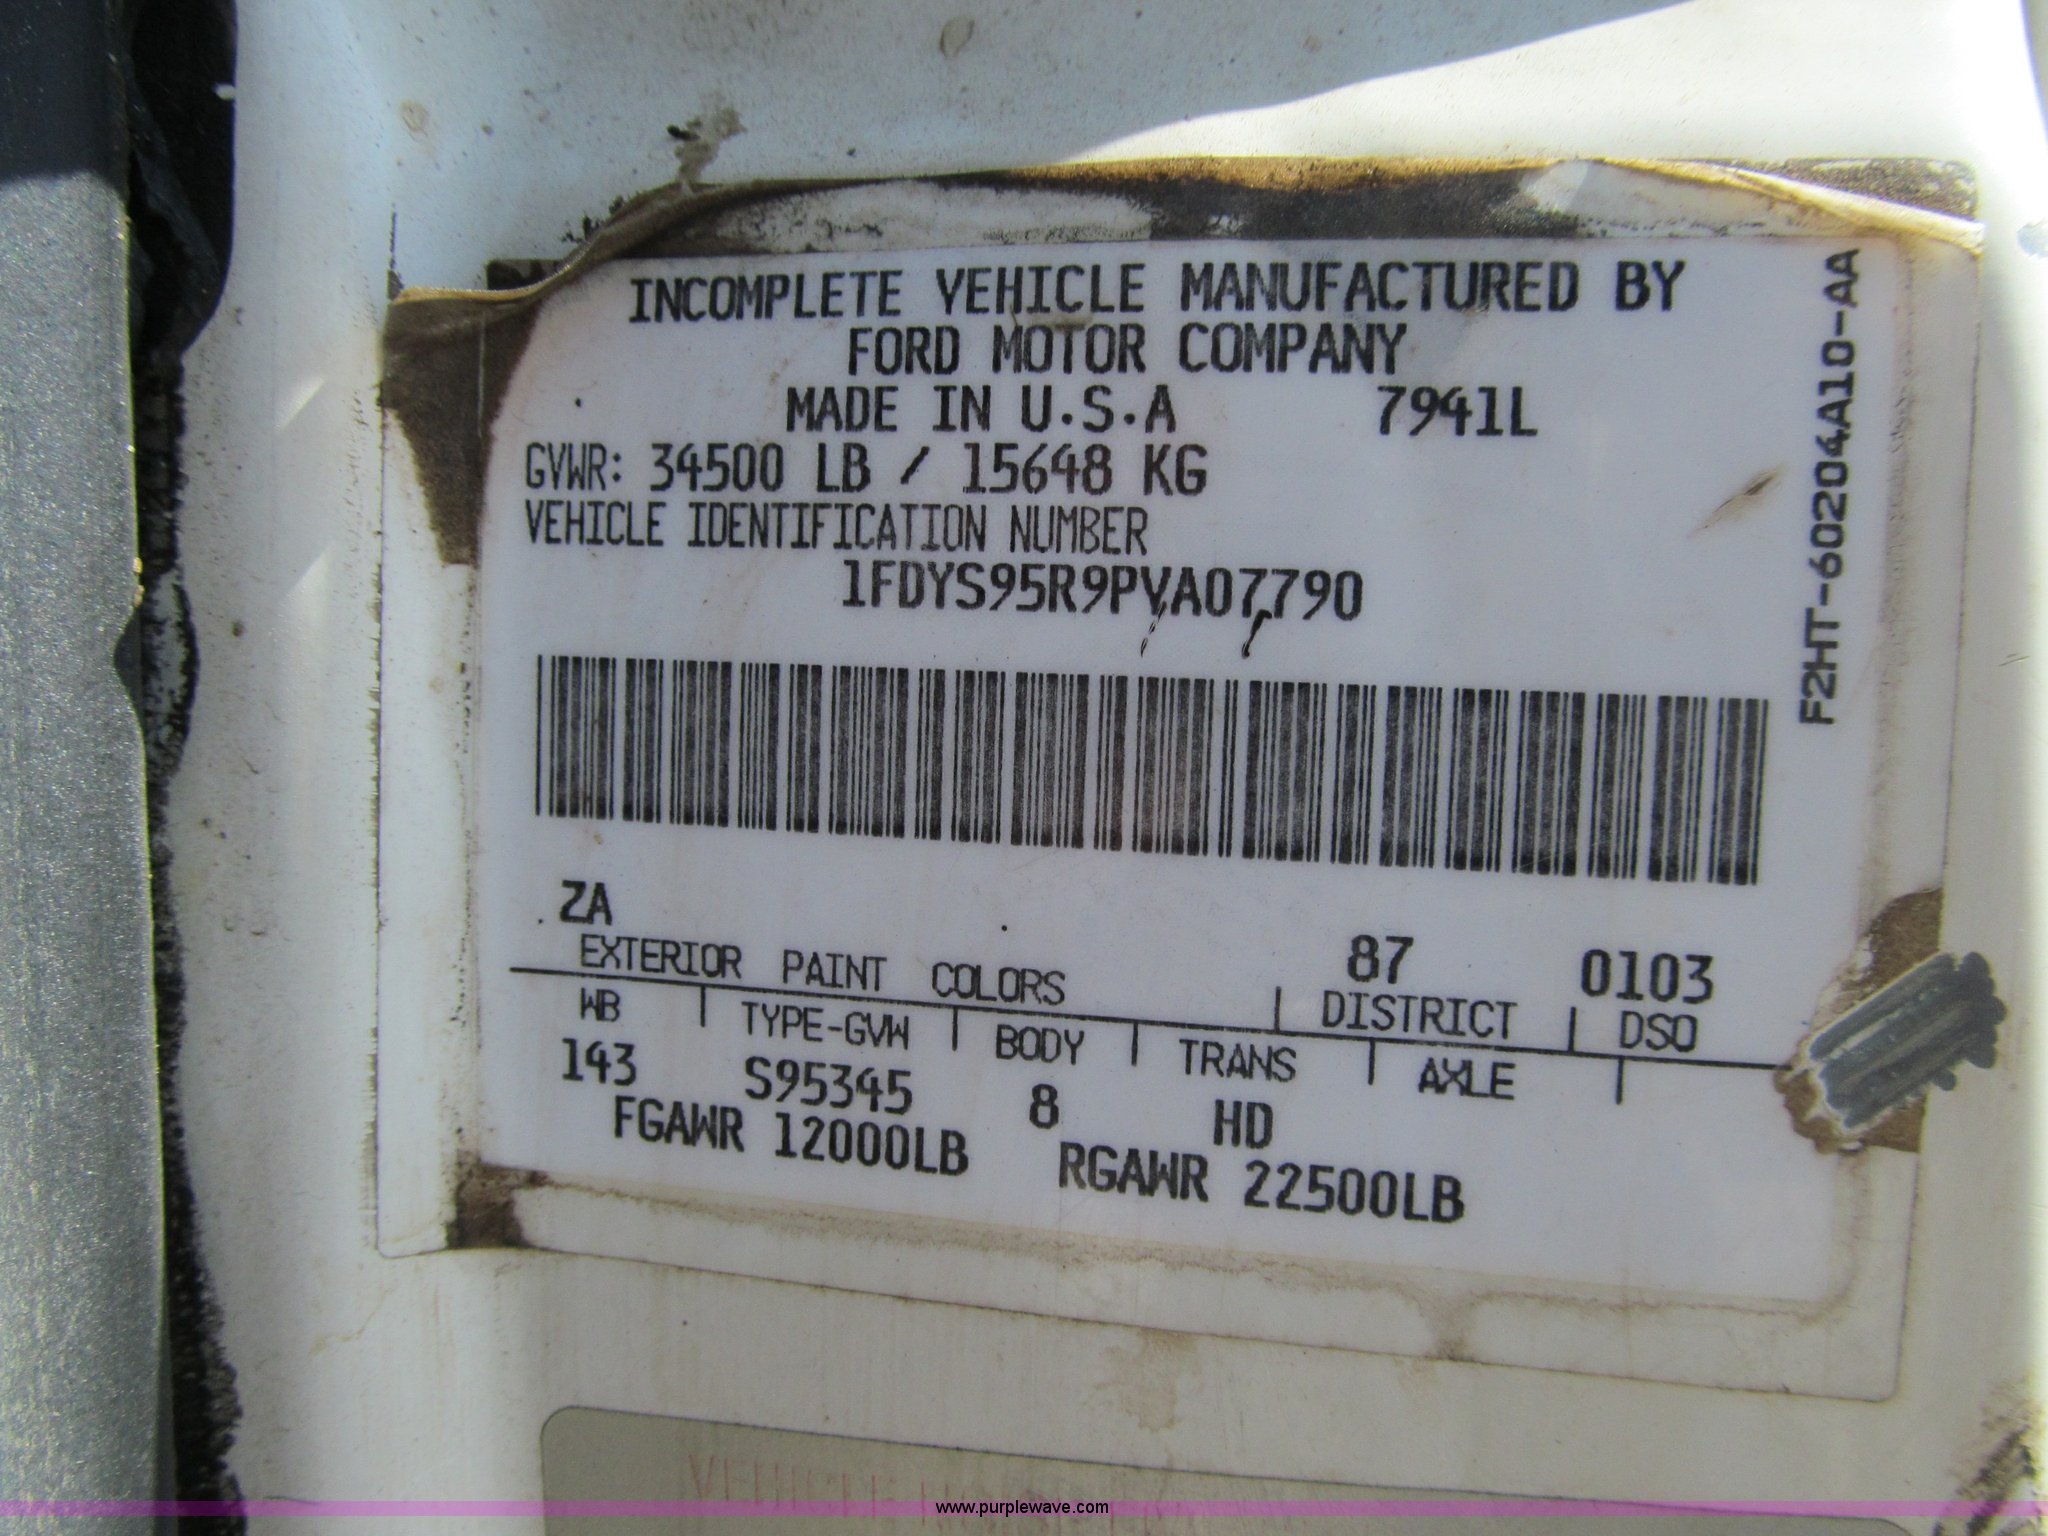 INCOMPLETE VEHICLE MANUFACTURED BY
FORD MOTOR COMPANY
MADE IN U.S.A 7941L
GVWR: 34500 LB / 15648 KG
VEHICLE IDENTIFICATION NUMBER
1FDYS95R9PVA07790
F2HT-60204A10-AA
ZA 87 0103
EXTERIOR PAINT COLORS DISTRICT DSO
WB TYPE-GVW BODY TRANS AXLE
143 S95345 8 HD
FGAWR 12000LB RGAWR 22500LB
VEHICLE
www.purplewave.com